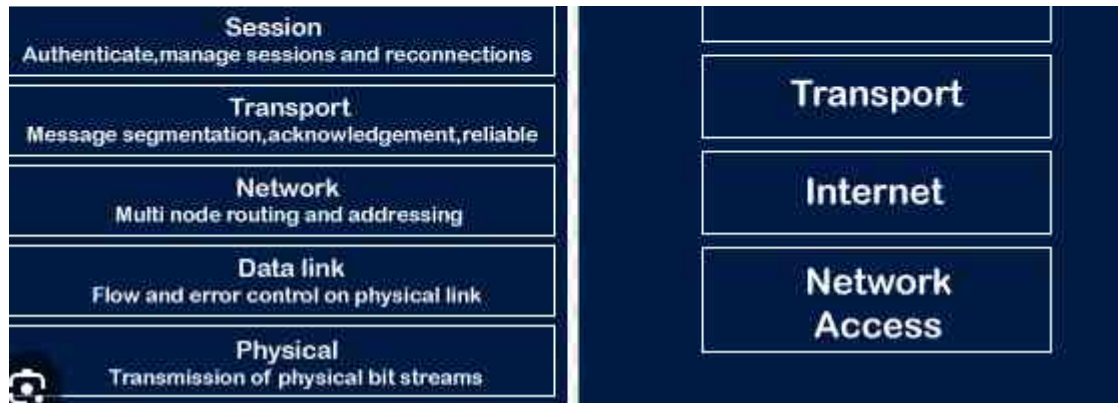 Session
Authenticate,manage sessions and reconnections
Transport
Message segmentation,acknowledgement,reliable
Network
Multi node routing and addressing
Data link
Flow and error control on physical link
Physical
Transmission of physical bit streams
Transport
Internet
Network
Access